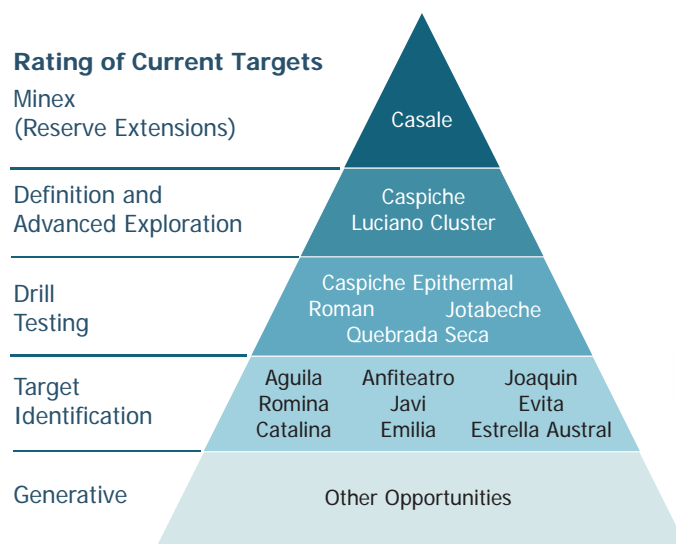 Rating of Current Targets
Minex
(Reserve Extensions)
Casale
Definition and
Advanced Exploration
Caspiche
Luciano Cluster
Drill
Testing
Caspiche Epithermal
Roman Jotabeche
Quebrada Seca
Target
Identification
Aguila Anfiteatro Joaquin
Romina Javi Evita
Catalina Emilia Estrella Austral
Generative
Other Opportunities